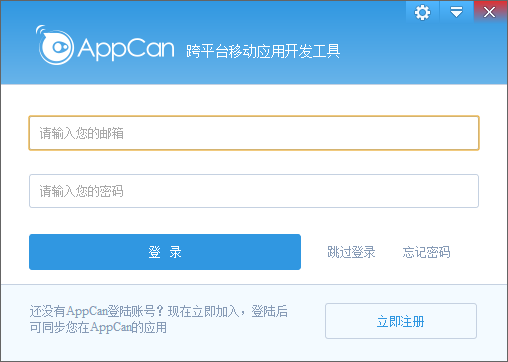 AppCan 跨平台移动应用开发工具
请输入您的邮箱
请输入您的密码
登 录 跳过登录 忘记密码
还没有AppCan登陆账号？现在立即加入，登陆后
可同步您在AppCan的应用
立即注册